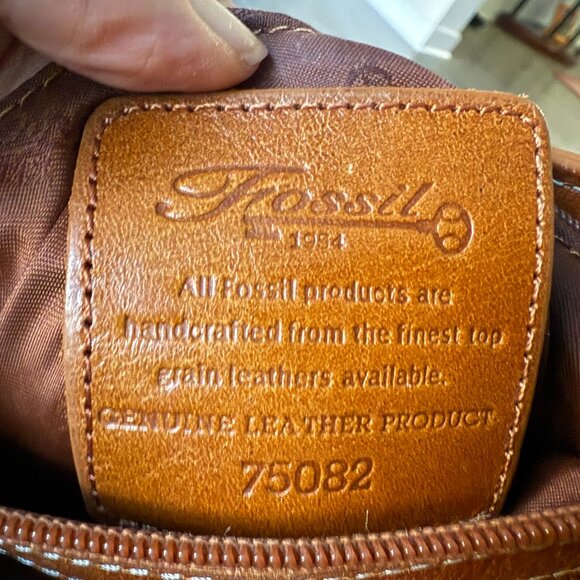 Fossil
1954
All Fossil products are
handcrafted from the finest top
grain leathers available.
GENUINE LEATHER PRODUCT
75082